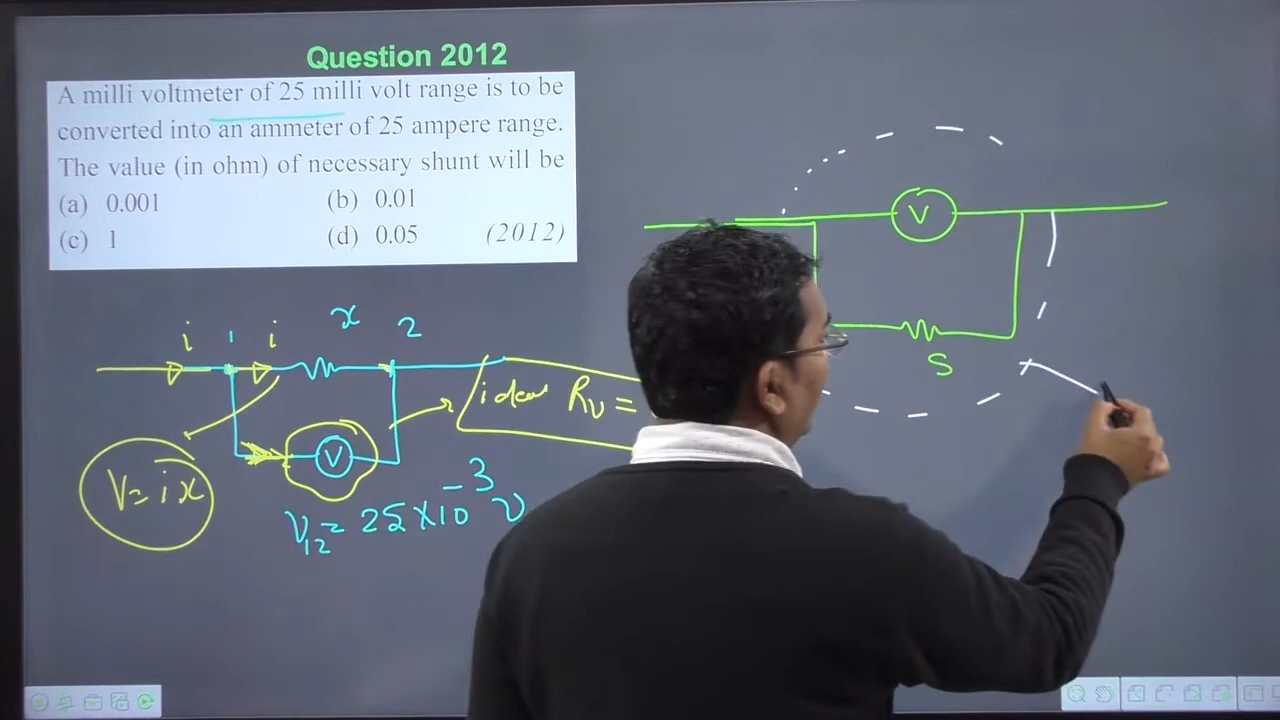 Question 2012
A milli voltmeter of 25 milli volt range is to be
converted into an ammeter of 25 ampere range.
The value (in ohm) of necessary shunt will be
(a) 0.001 (b) 0.01
(c) 1 (d) 0.05 (2012)
V
S
i 1 i x 2
V
ideal Rv =
V = ix
V12 = 25 × 10⁻³ v